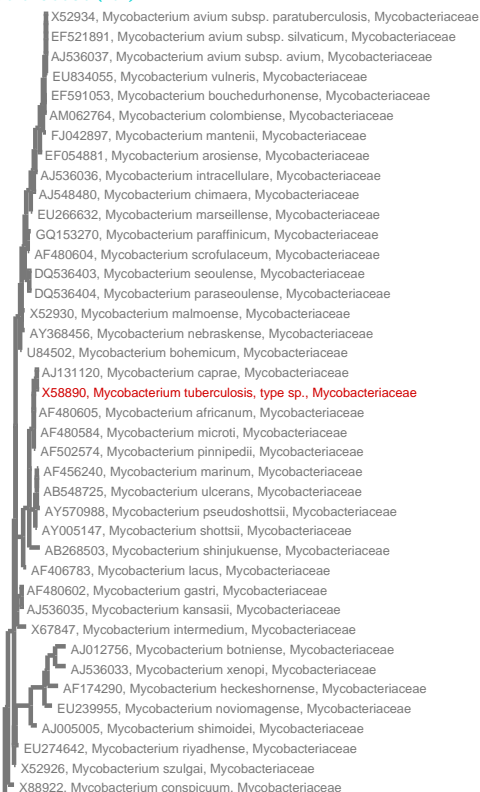 X52934, Mycobacterium avium subsp. paratuberculosis, Mycobacteriaceae
EF521891, Mycobacterium avium subsp. silvaticum, Mycobacteriaceae
AJ536037, Mycobacterium avium subsp. avium, Mycobacteriaceae
EU834055, Mycobacterium vulneris, Mycobacteriaceae
EF591053, Mycobacterium bouchedurhonense, Mycobacteriaceae
AM062764, Mycobacterium colombiense, Mycobacteriaceae
FJ042897, Mycobacterium mantenii, Mycobacteriaceae
EF054881, Mycobacterium arosiense, Mycobacteriaceae
AJ536036, Mycobacterium intracellulare, Mycobacteriaceae
AJ548480, Mycobacterium chimaera, Mycobacteriaceae
EU266632, Mycobacterium marseillense, Mycobacteriaceae
GQ153270, Mycobacterium paraffinicum, Mycobacteriaceae
AF480604, Mycobacterium scrofulaceum, Mycobacteriaceae
DQ536403, Mycobacterium seoulense, Mycobacteriaceae
DQ536404, Mycobacterium paraseoulense, Mycobacteriaceae
X52930, Mycobacterium malmoense, Mycobacteriaceae
AY368456, Mycobacterium nebraskense, Mycobacteriaceae
U84502, Mycobacterium bohemicum, Mycobacteriaceae
AJ131120, Mycobacterium caprae, Mycobacteriaceae
X58890, Mycobacterium tuberculosis, type sp., Mycobacteriaceae
AF480605, Mycobacterium africanum, Mycobacteriaceae
AF480584, Mycobacterium microti, Mycobacteriaceae
AF502574, Mycobacterium pinnipedii, Mycobacteriaceae
AF456240, Mycobacterium marinum, Mycobacteriaceae
AB548725, Mycobacterium ulcerans, Mycobacteriaceae
AY570988, Mycobacterium pseudoshottsii, Mycobacteriaceae
AY005147, Mycobacterium shottsii, Mycobacteriaceae
AB268503, Mycobacterium shinjukuense, Mycobacteriaceae
AF406783, Mycobacterium lacus, Mycobacteriaceae
AF480602, Mycobacterium gastri, Mycobacteriaceae
AJ536035, Mycobacterium kansasii, Mycobacteriaceae
X67847, Mycobacterium intermedium, Mycobacteriaceae
AJ012756, Mycobacterium botniense, Mycobacteriaceae
AJ536033, Mycobacterium xenopi, Mycobacteriaceae
AF174290, Mycobacterium heckeshornense, Mycobacteriaceae
EU239955, Mycobacterium noviomagense, Mycobacteriaceae
AJ005005, Mycobacterium shimoidei, Mycobacteriaceae
EU274642, Mycobacterium riyadhense, Mycobacteriaceae
X52926, Mycobacterium szulgai, Mycobacteriaceae
X88922, Mycobacterium conspicuum, Mycobacteriaceae